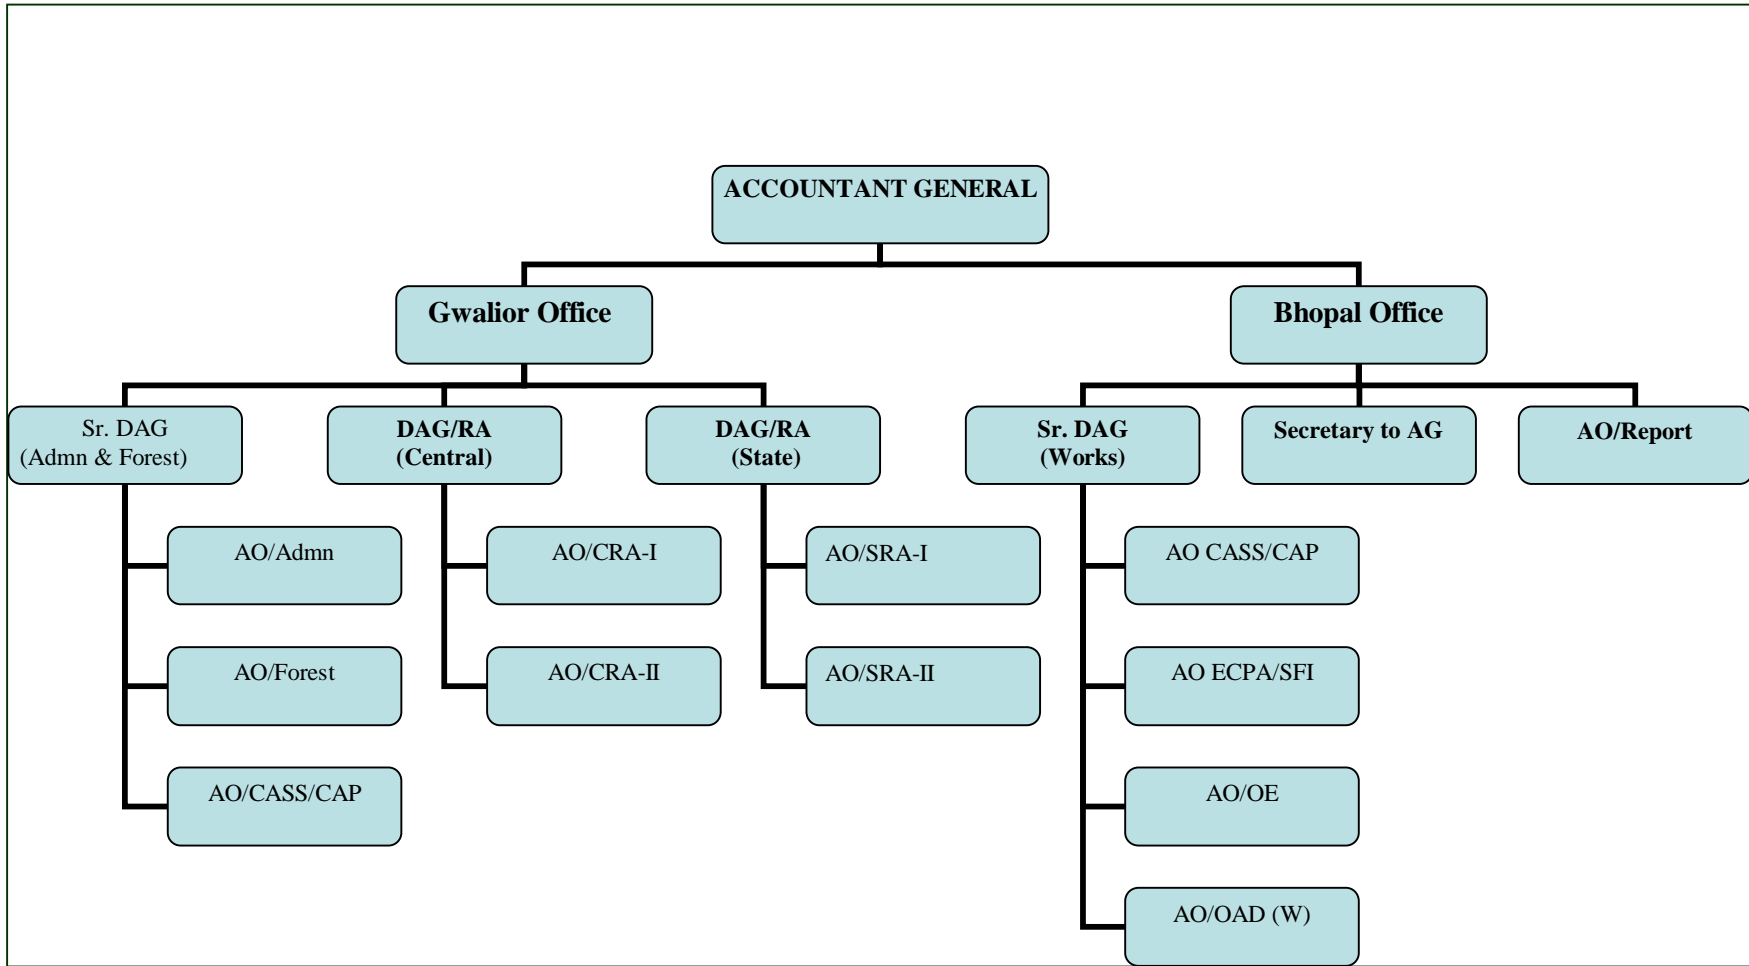 ACCOUNTANT GENERAL
Gwalior Office
Bhopal Office
Sr. DAG
(Admn & Forest)
DAG/RA
(Central)
DAG/RA
(State)
Sr. DAG
(Works)
Secretary to AG
AO/Report
AO/Admn
AO/CRA-I
AO/SRA-I
AO CASS/CAP
AO/Forest
AO/CRA-II
AO/SRA-II
AO ECPA/SFI
AO/CASS/CAP
AO/OE
AO/OAD (W)